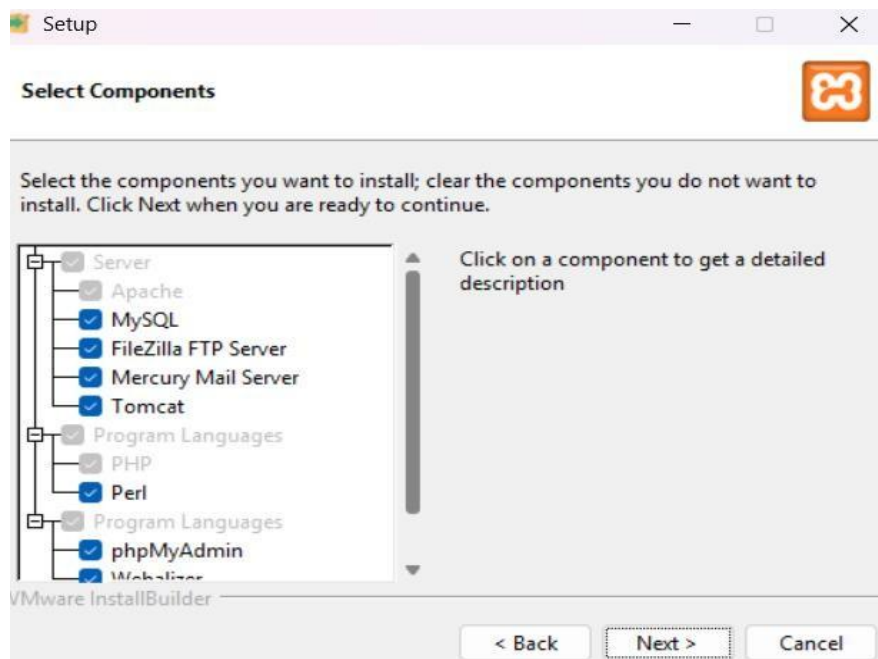 Setup
Select Components
Select the components you want to install; clear the components you do not want to
install. Click Next when you are ready to continue.
Server
Apache
MySQL
FileZilla FTP Server
Mercury Mail Server
Tomcat
Program Languages
PHP
Perl
Program Languages
phpMyAdmin
Webalizer
Click on a component to get a detailed
description
VMware InstallBuilder
< Back
Next >
Cancel